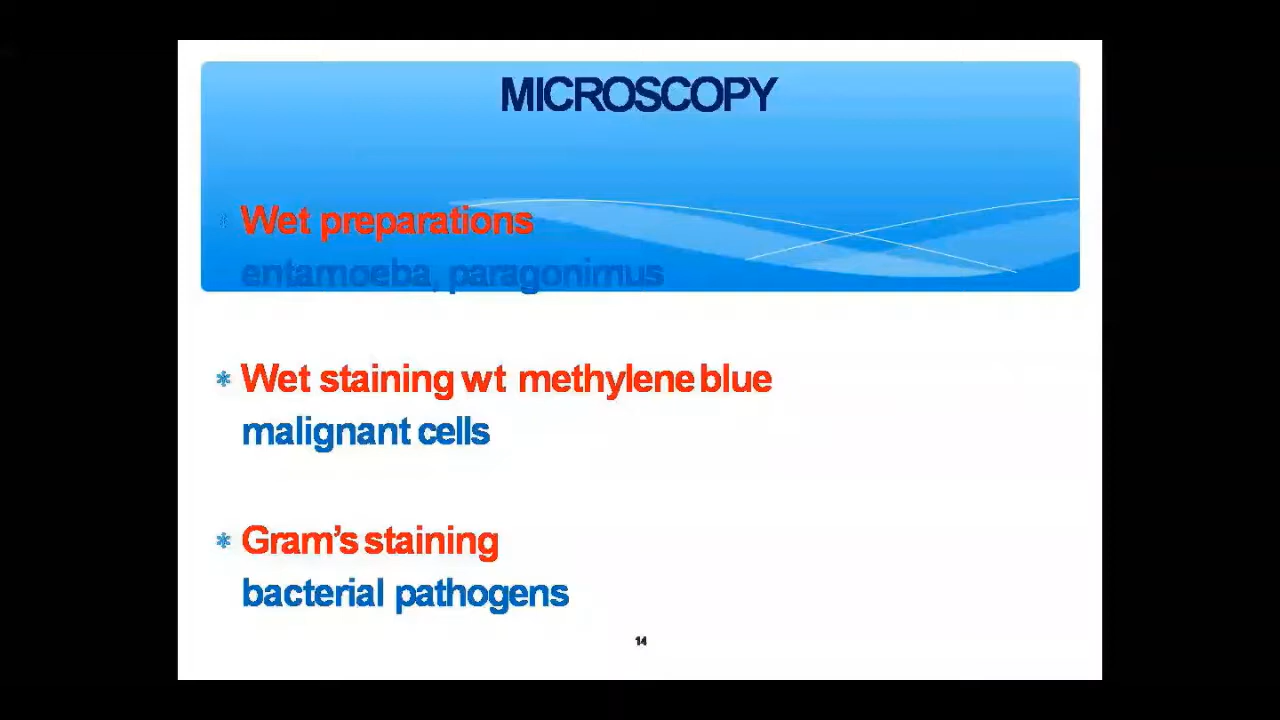 MICROSCOPY
* Wet preparations
entamoeba, paragonimus
* Wet staining wt methylene blue
malignant cells
* Gram’s staining
bacterial pathogens
14